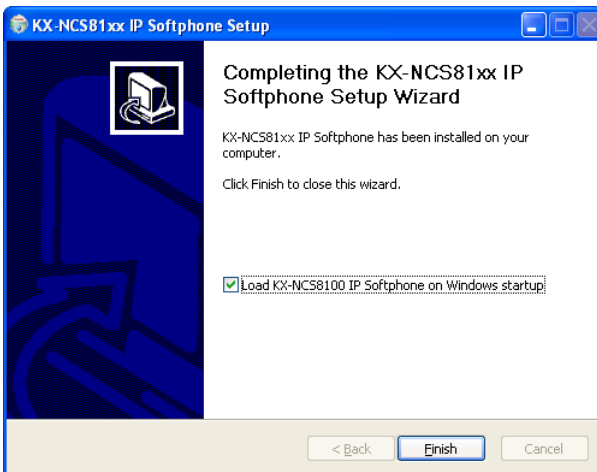 KX-NCS81xx IP Softphone Setup
Completing the KX-NCS81xx IP
Softphone Setup Wizard
KX-NCS81xx IP Softphone has been installed on your
computer.
Click Finish to close this wizard.
Load KX-NCS8100 IP Softphone on Windows startup
< Back Finish Cancel